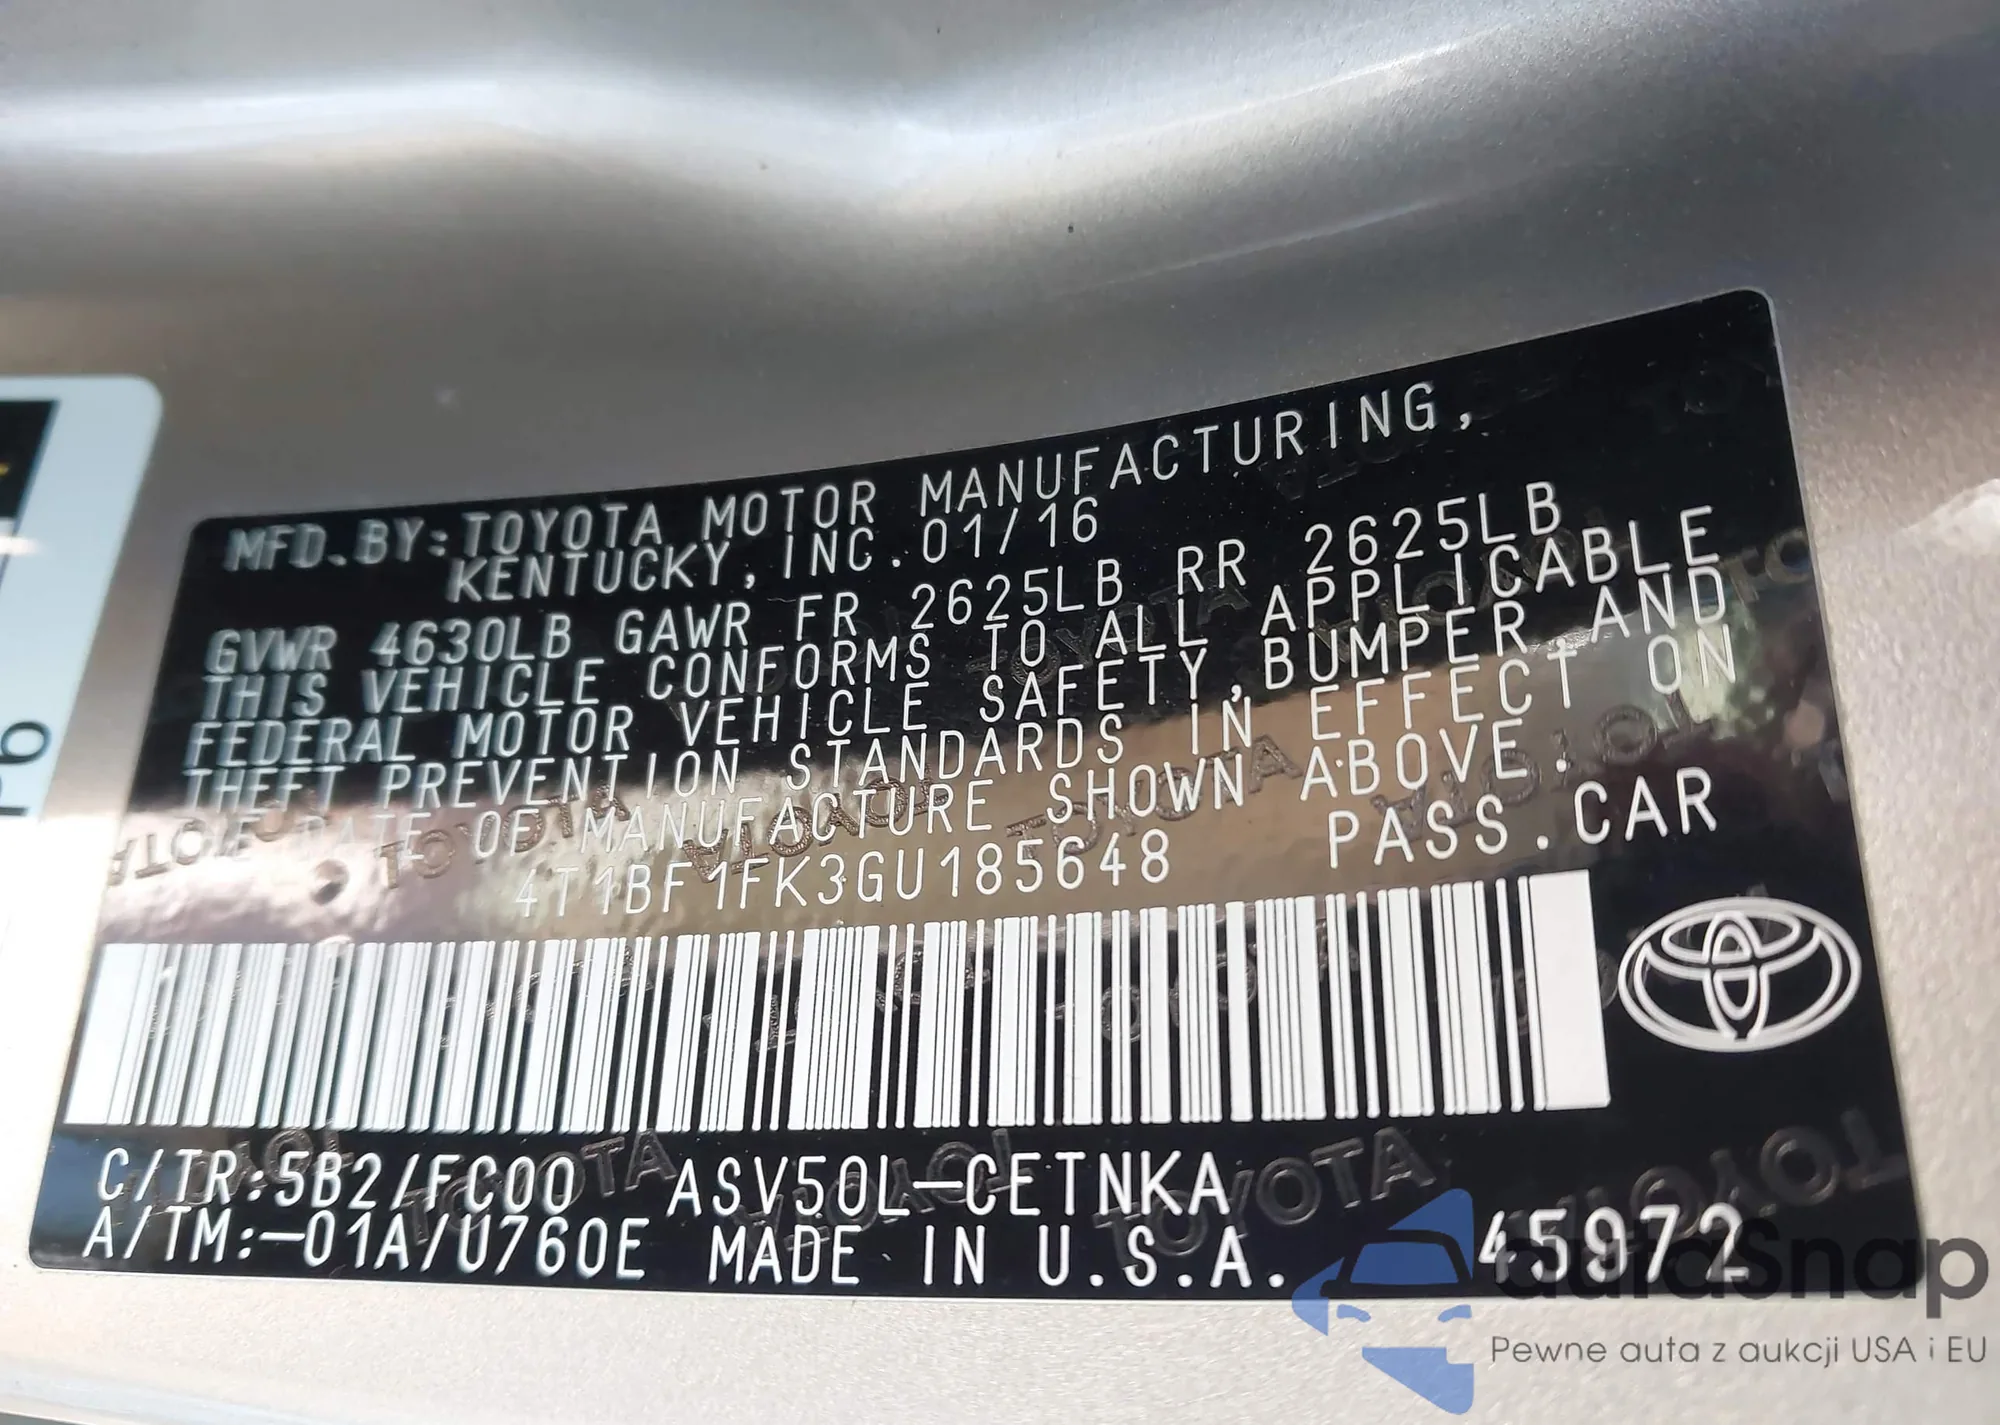 MFD.BY:TOYOTA MOTOR MANUFACTURING,
KENTUCKY, INC. 01/16
GVWR 4630LB GAWR FR 2625LB RR 2625LB
THIS VEHICLE CONFORMS TO ALL APPLICABLE
FEDERAL MOTOR VEHICLE SAFETY,BUMPER,AND
THEFT PREVENTION STANDARDS IN EFFECT ON
THE DATE OF MANUFACTURE SHOWN ABOVE.
4T1BF1FK3GU185648 PASS.CAR
C/TR:5B2/FC00 ASV50L-CETNKA
A/TM:-01A/U760E MADE IN U.S.A. 45972
autaSnap
Pewne auta z aukcji USA i EU